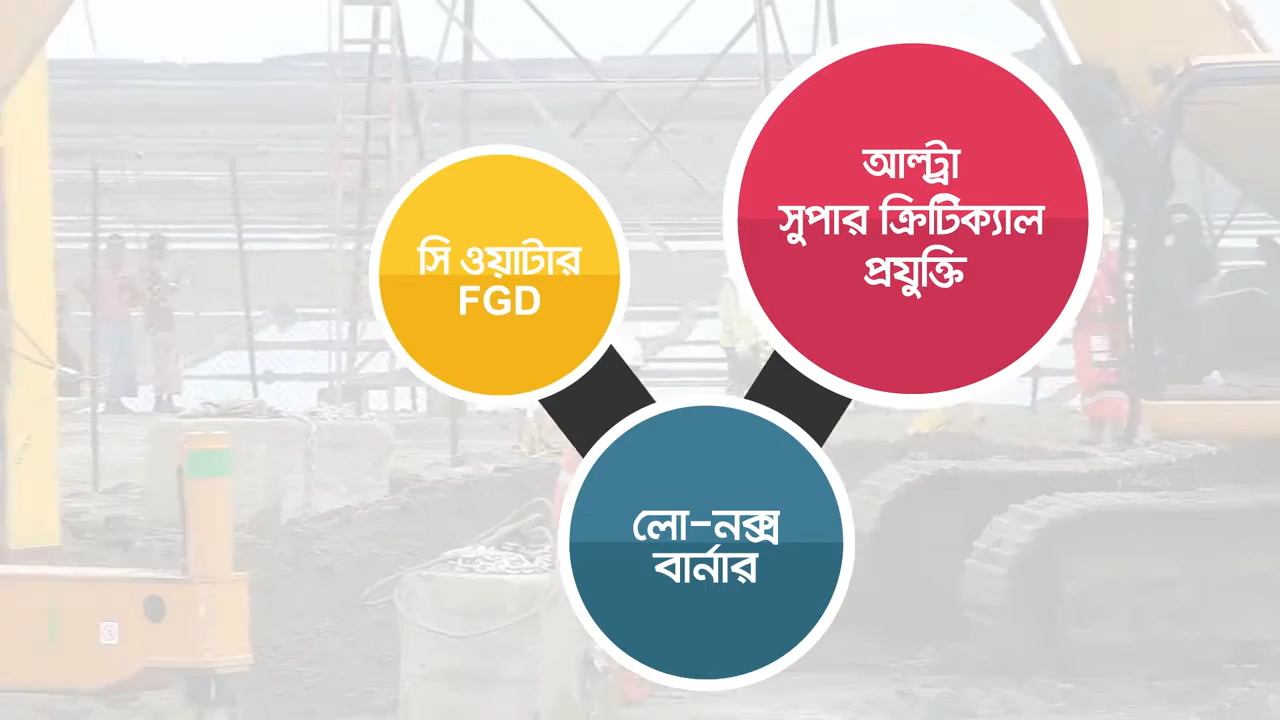 সি ওয়াটার
FGD
আল্ট্রা
সুপার ক্রিটিক্যাল
প্রযুক্তি
লো-নক্স
বার্নার